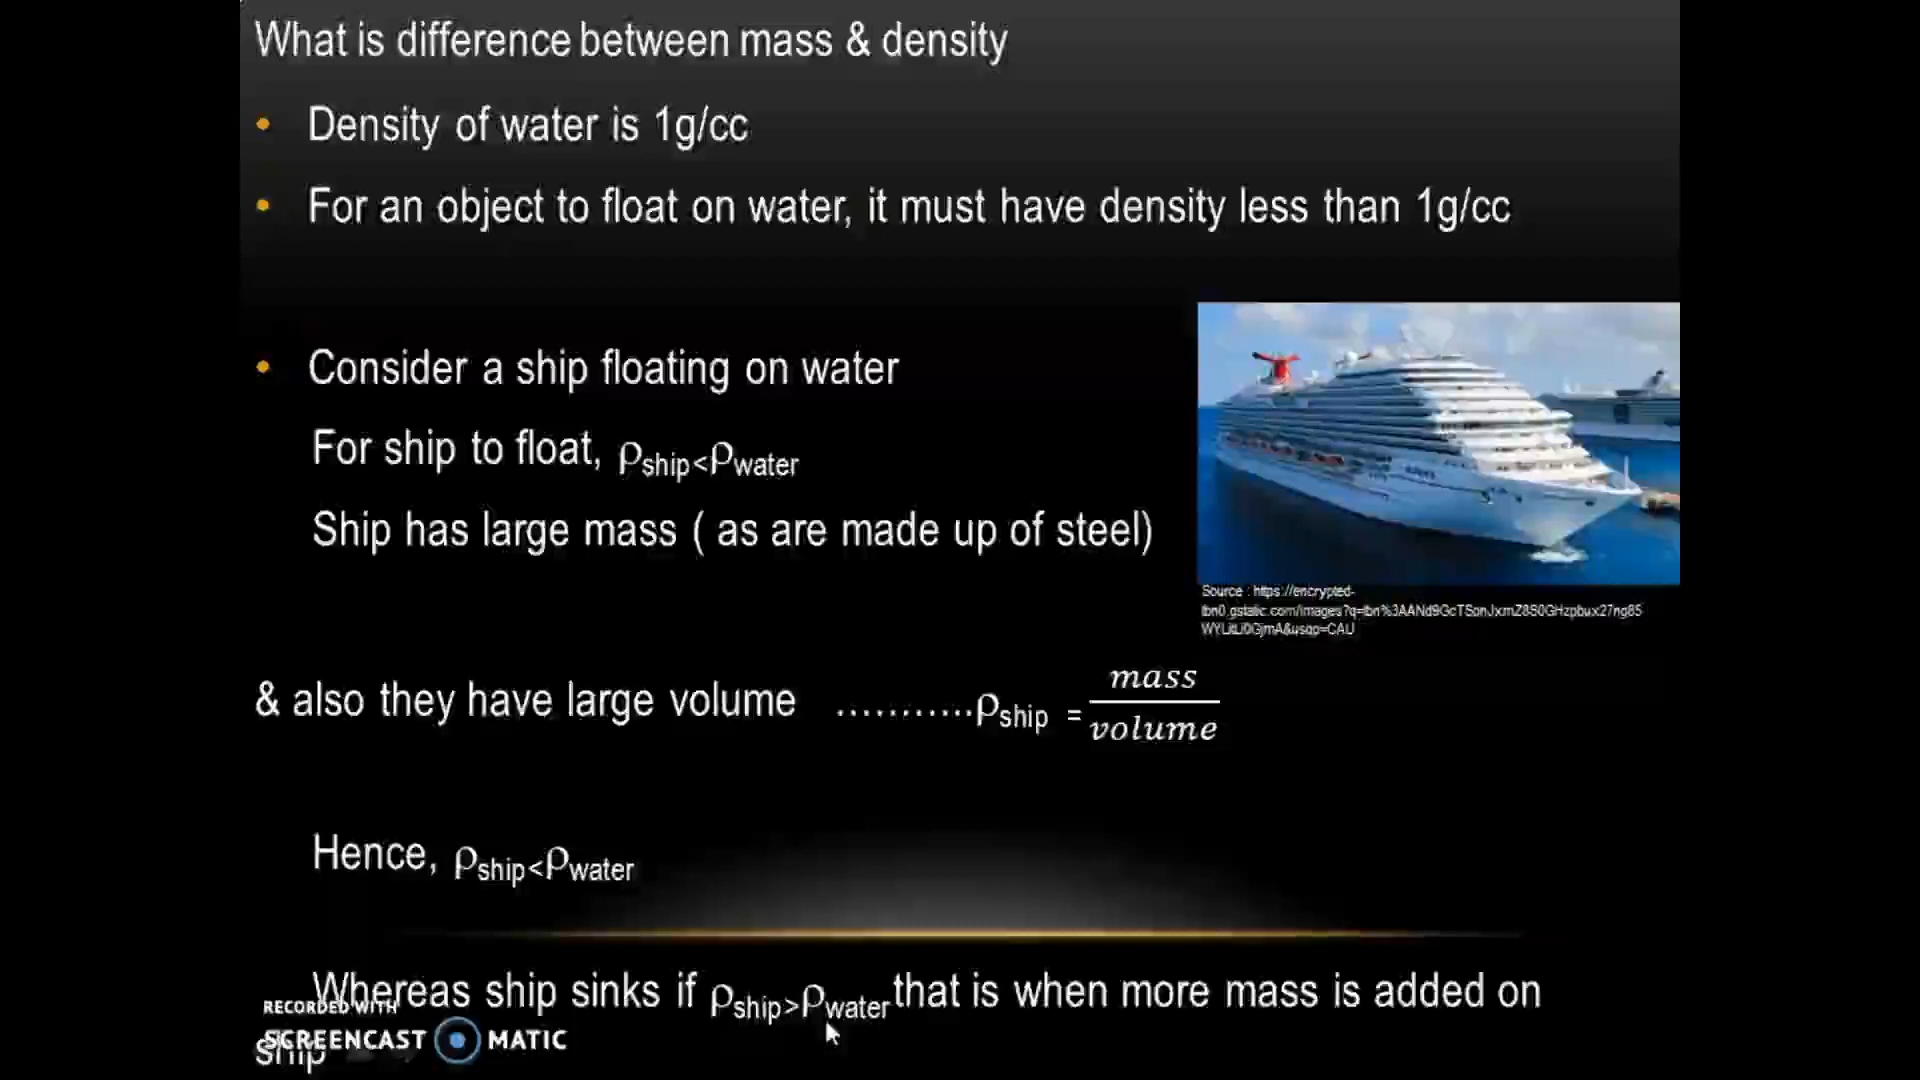 What is difference between mass & density
• Density of water is 1g/cc
• For an object to float on water, it must have density less than 1g/cc
• Consider a ship floating on water
For ship to float, ρship<ρwater
Ship has large mass ( as are made up of steel)
Source : https://encrypted-
& also they have large volume ...........ρship = mass/volume
Hence, ρship<ρwater
Whereas ship sinks if ρship>ρwater that is when more mass is added on
ship
RECORDED WITH
SCREENCAST MATIC